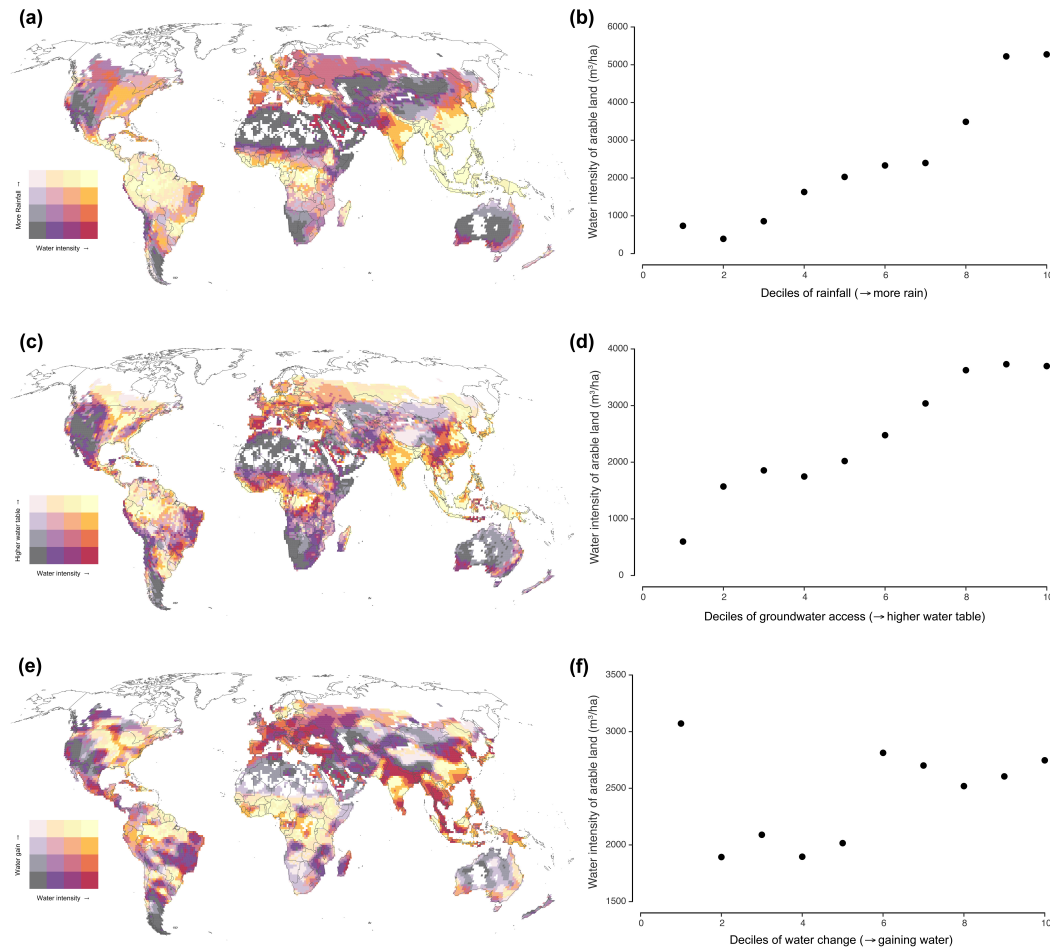 (a)
More Rainfall →
Water intensity →
(b)
Water intensity of arable land (m³/ha)
6000
5000
4000
3000
2000
1000
0
0 2 4 6 8 10
Deciles of rainfall (→more rain)
(c)
Higher water table →
Water intensity →
(d)
Water intensity of arable land (m³/ha)
4000
3000
2000
1000
0
0 2 4 6 8 10
Deciles of groundwater access (→higher water table)
(e)
Water gain →
Water intensity →
(f)
Water intensity of arable land (m³/ha)
3500
3000
2500
2000
1500
0 2 4 6 8 10
Deciles of water change (→gaining water)